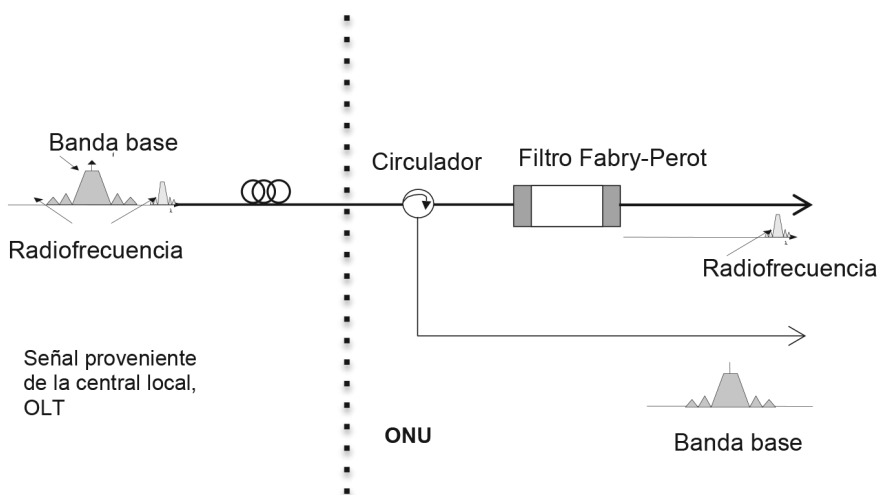 Banda base
Radiofrecuencia
Señal proveniente
de la central local,
OLT
Circulador
Filtro Fabry-Perot
Radiofrecuencia
ONU
Banda base